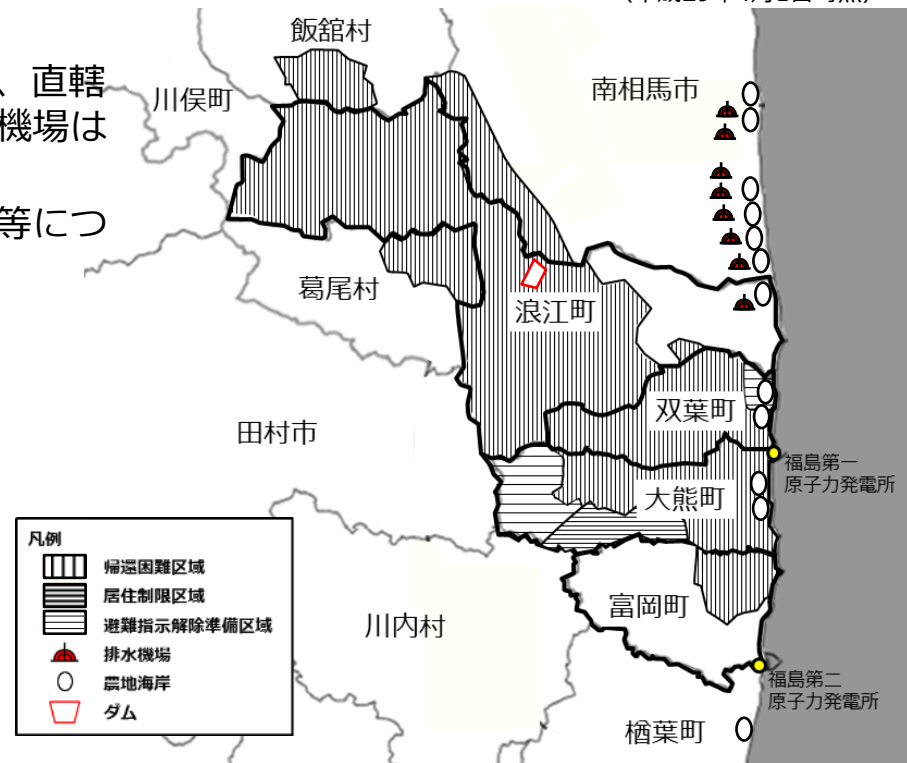 飯舘村
、直轄
南相馬市
川俣町
機場は
等につ
葛尾村
浪江町
双葉町
田村市
福島第一
原子力発電所
大熊町
凡例
帰還困難区域
居住制限区域
避難指示解除準備区域
排水機場
農地海岸
ダム
富岡町
川内村
福島第二
原子力発電所
楢葉町